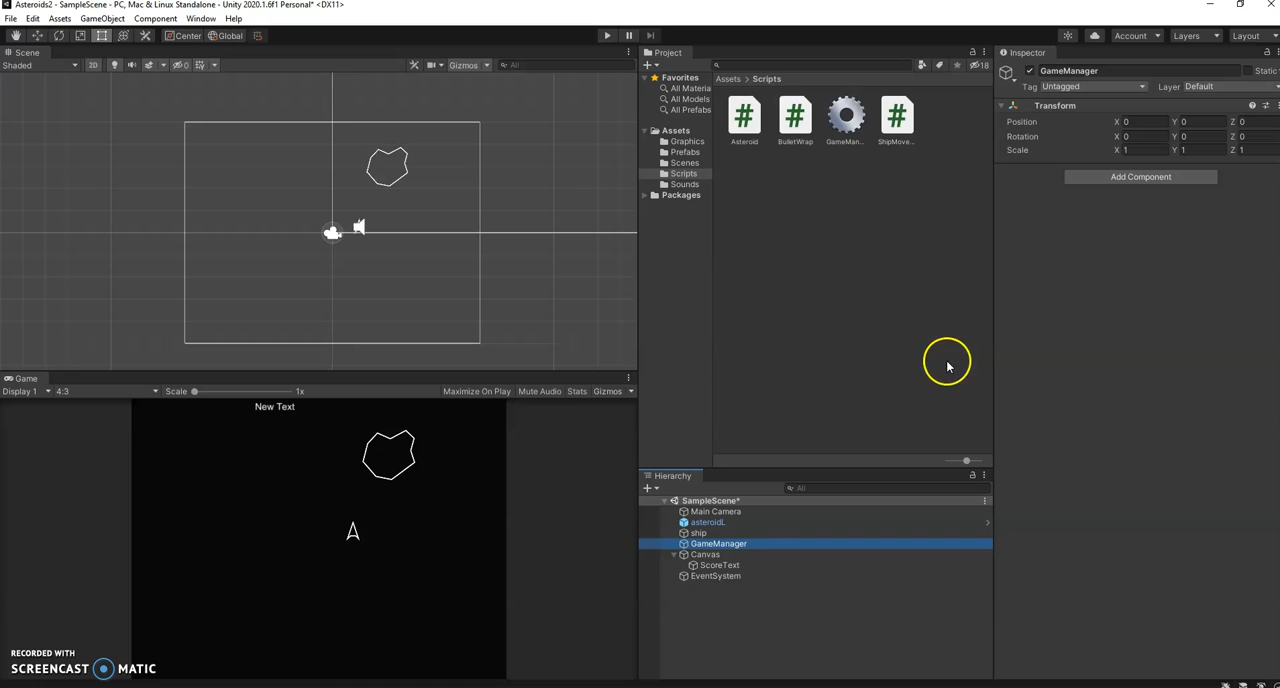 Asteroids2 - SampleScene - PC, Mac & Linux Standalone - Unity 2020.1.6f1 Personal* <DX11>
File Edit Assets GameObject Component Window Help
Center Global Account Layers Layout
Scene
Shaded 2D 0 Gizmos All
Project
18
Favorites
All Materia
All Models
All Prefabs
Assets
Graphics
Prefabs
Scenes
Scripts
Sounds
Packages
Assets > Scripts
Asteroid BulletWrap GameMan... ShipMove...
Inspector
GameManager Static
Tag Untagged Layer Default
Transform
Position X 0 Y 0 Z 0
Rotation X 0 Y 0 Z 0
Scale X 1 Y 1 Z 1
Add Component
Game
Display 1 4:3 Scale 1x Maximize On Play Mute Audio Stats Gizmos
New Text
Hierarchy
All
SampleScene*
Main Camera
asteroidL
ship
GameManager
Canvas
ScoreText
EventSystem
RECORDED WITH
SCREENCAST MATIC